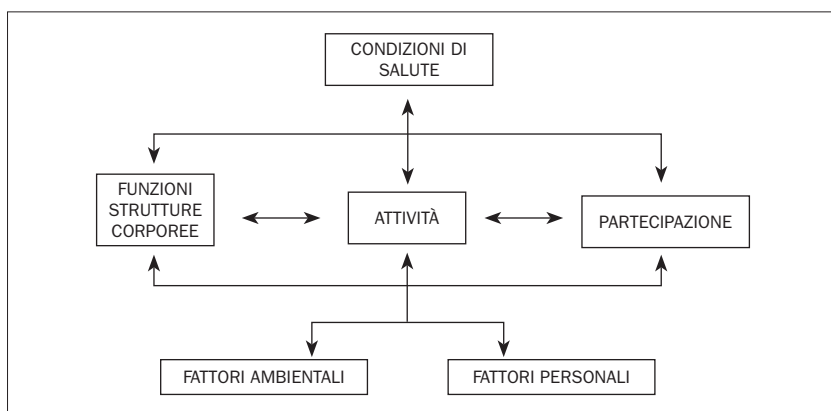 CONDIZIONI DI
SALUTE
FUNZIONI
STRUTTURE
CORPOREE
ATTIVITÀ
PARTECIPAZIONE
FATTORI AMBIENTALI
FATTORI PERSONALI